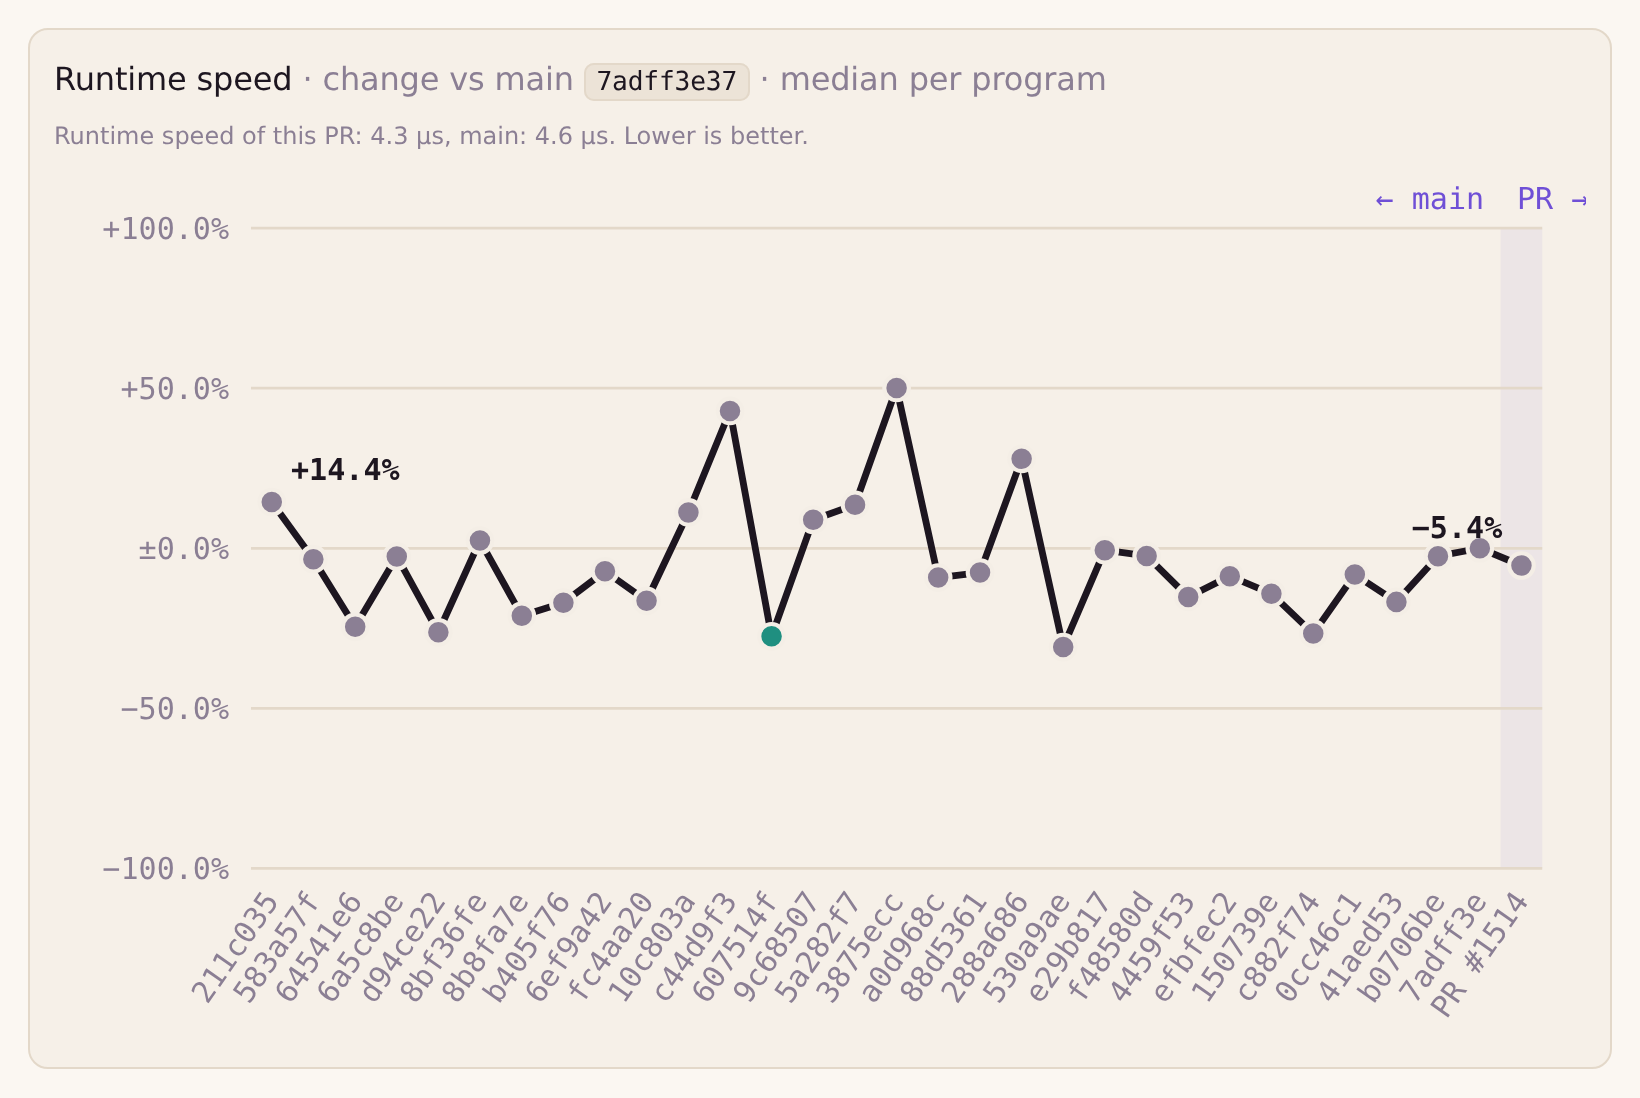 Runtime speed · change vs main 7adff3e37 · median per program
Runtime speed of this PR: 4.3 µs, main: 4.6 µs. Lower is better.
← main PR →
+100.0%
+50.0%
+14.4%
−5.4%
±0.0%
−50.0%
−100.0%
211c035
583a57f
64541e6
6a5c8be
d94ce22
8bf36fe
8b8fa7e
b405f76
6ef9a42
fc4aa20
10c803a
c44d9f3
607514f
9c68507
5a282f7
3875ecc
a0d968c
88d5361
288a686
530a9ae
e29b817
f48580d
4459f53
efbfec2
150739e
c882f74
0cc46c1
41aed53
b0706be
7adff3e
PR #1514